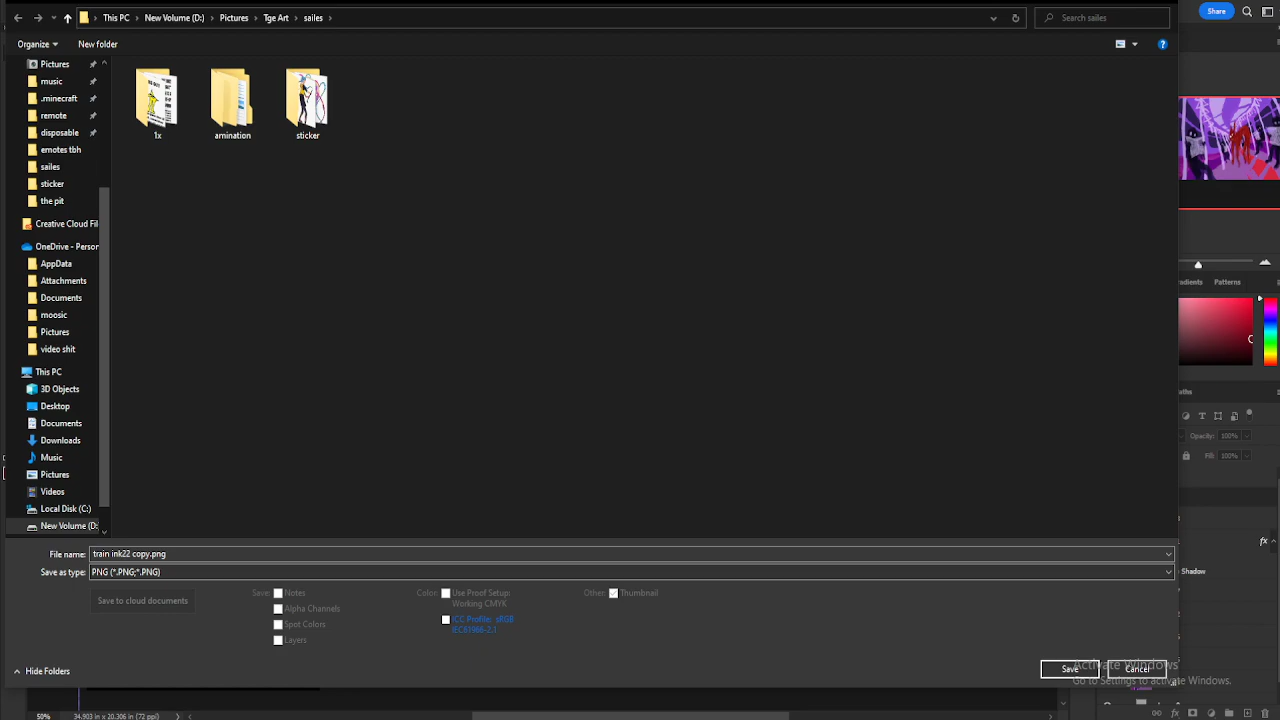 This PC › New Volume (D:) › Pictures › Tge Art › sailes ›
Search sailes
Share
Organize
New folder
Pictures
music
.minecraft
remote
disposable
emotes tbh
sailes
sticker
the pit
Creative Cloud Fil
OneDrive - Person
AppData
Attachments
Documents
moosic
Pictures
video shit
This PC
3D Objects
Desktop
Documents
Downloads
Music
Pictures
Videos
Local Disk (C:)
New Volume (D:
1x
amination
sticker
radients
Patterns
Opacity: 100%
Fill: 100%
fx
Shadow
File name: train ink22 copy.png
Save as type: PNG (*.PNG;*.PNG)
Save to cloud documents
Save: Notes
Alpha Channels
Spot Colors
Layers
Color: Use Proof Setup:
Working CMYK
ICC Profile: sRGB
IEC61966-2.1
Other: Thumbnail
Hide Folders
Save
Cancel
Activate Windows
Go to Settings to activate Windows.
50%
34.903 in x 20.306 in (72 ppi)